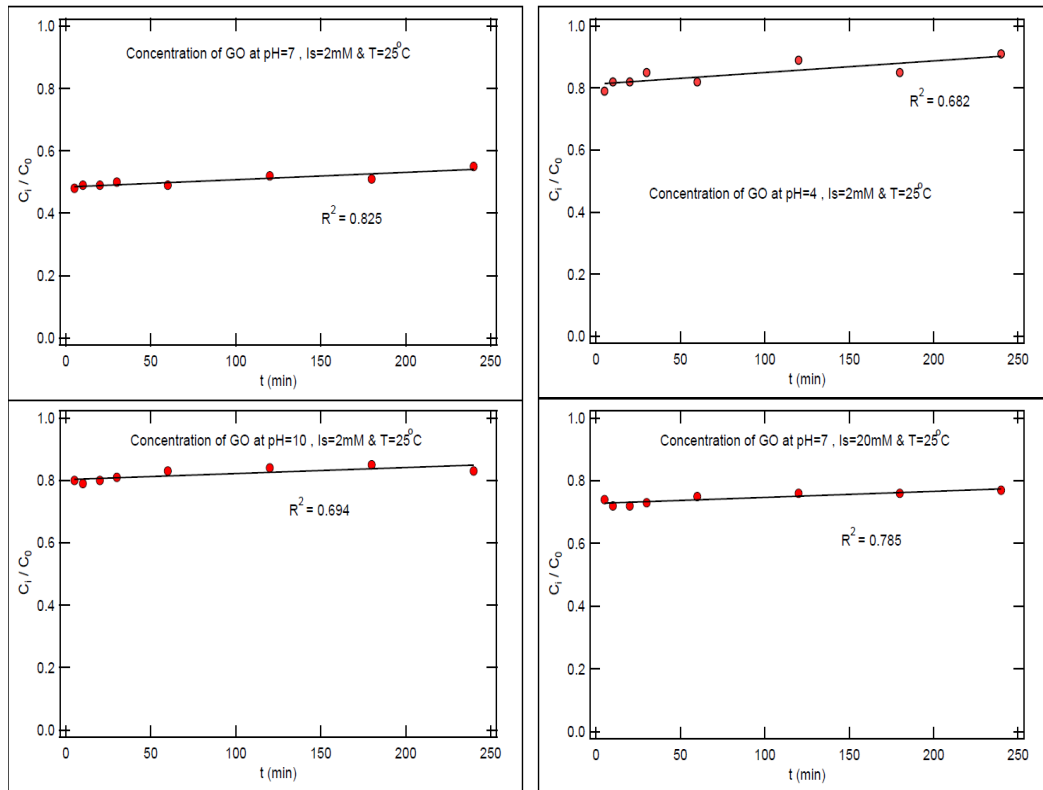 1.0
Concentration of GO at pH=7 , Is=2mM & T=25°C
0.8
0.6
Ci / C0
0.4
R² = 0.825
0.2
0.0
0 50 100 150 200 250
t (min)
1.0
0.8
R² = 0.682
0.6
Ci / C0
Concentration of GO at pH=4 , Is=2mM & T=25°C
0.4
0.2
0.0
0 50 100 150 200 250
t (min)
1.0
Concentration of GO at pH=10 , Is=2mM & T=25°C
0.8
R² = 0.694
0.6
Ci / C0
0.4
0.2
0.0
0 50 100 150 200 250
t (min)
1.0
Concentration of GO at pH=7 , Is=20mM & T=25°C
0.8
R² = 0.785
0.6
Ci / C0
0.4
0.2
0.0
0 50 100 150 200 250
t (min)